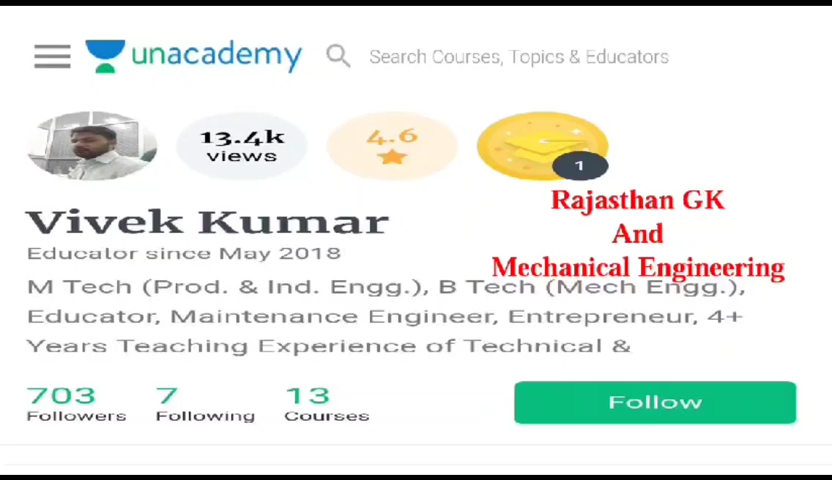 unacademy
Search Courses, Topics & Educators
13.4k
views
4.6
1
Rajasthan GK
And
Mechanical Engineering
Vivek Kumar
Educator since May 2018
M Tech (Prod. & Ind. Engg.), B Tech (Mech Engg.),
Educator, Maintenance Engineer, Entrepreneur, 4+
Years Teaching Experience of Technical &
703
Followers
7
Following
13
Courses
Follow